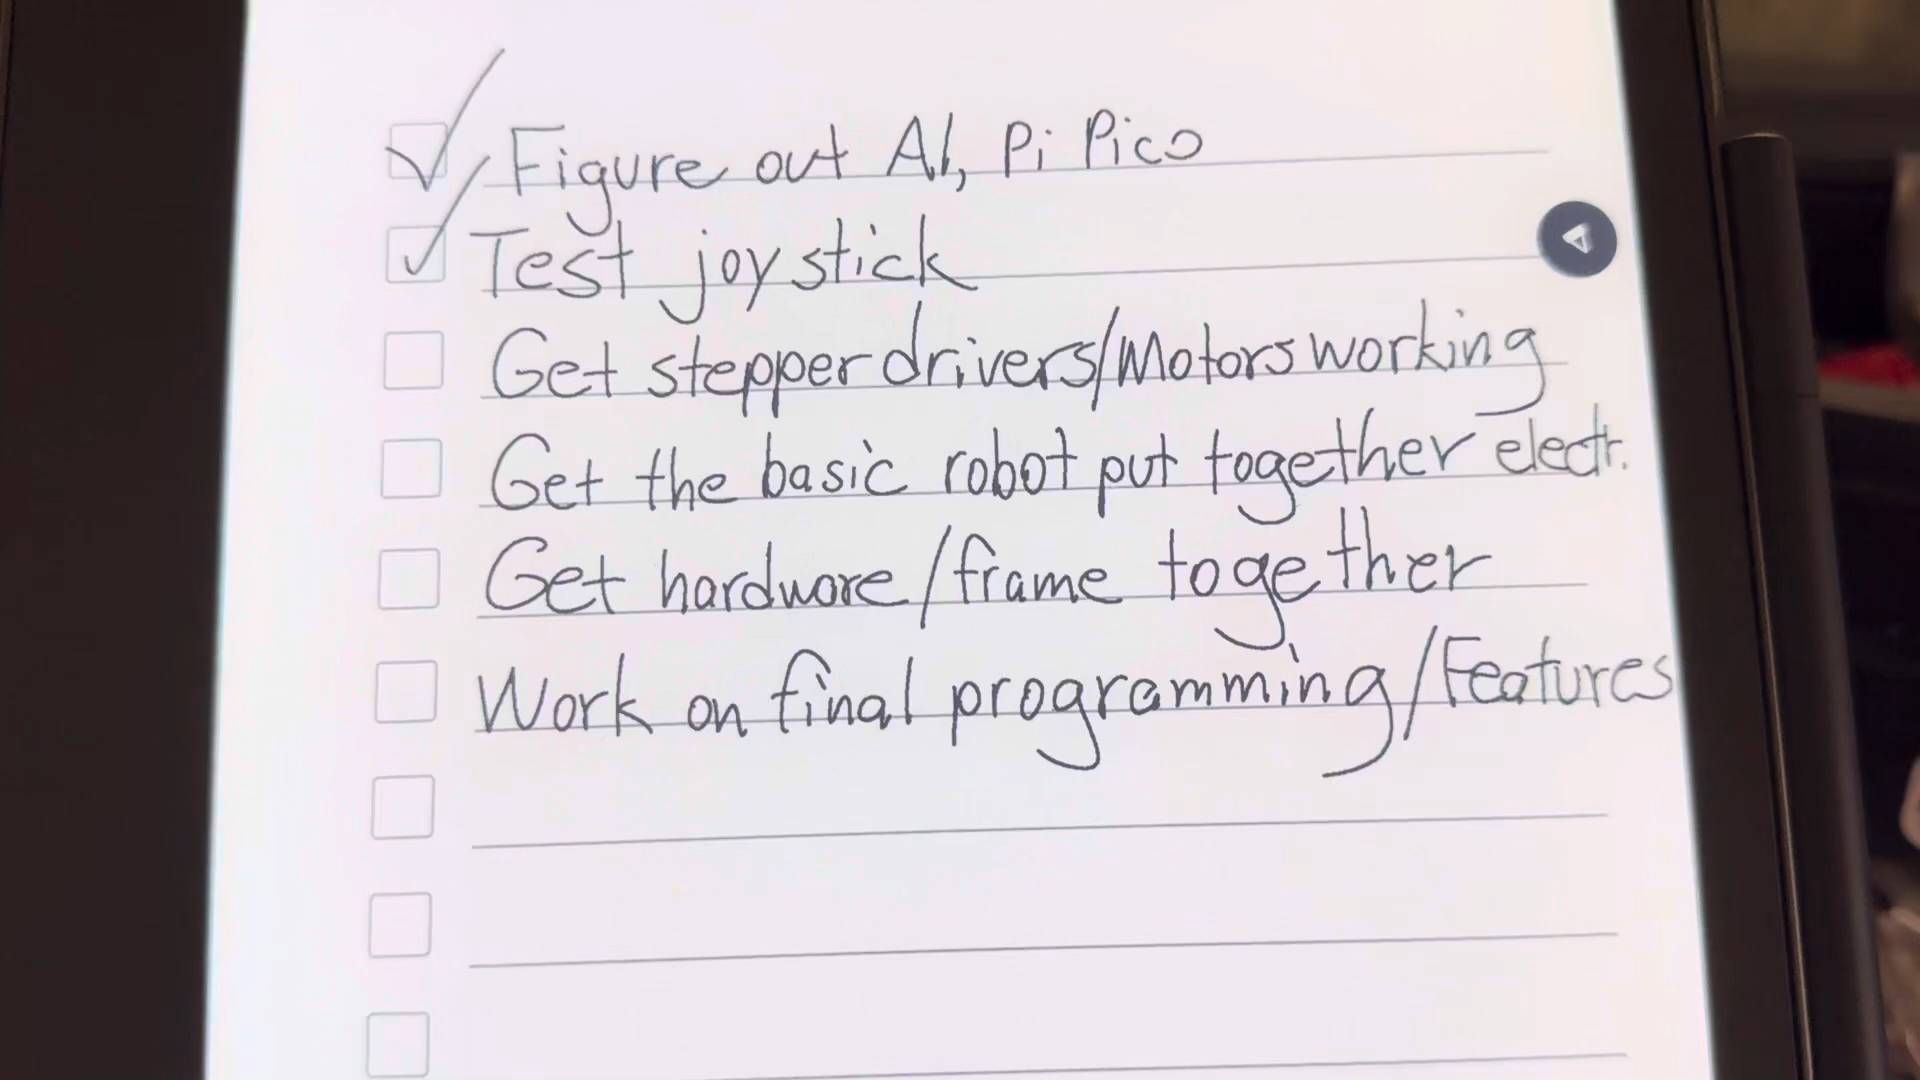 Figure out AI, Pi Pico
Test joystick
Get stepper drivers/Motors working
Get the basic robot put together electr.
Get hardware/frame together
Work on final programming/Features